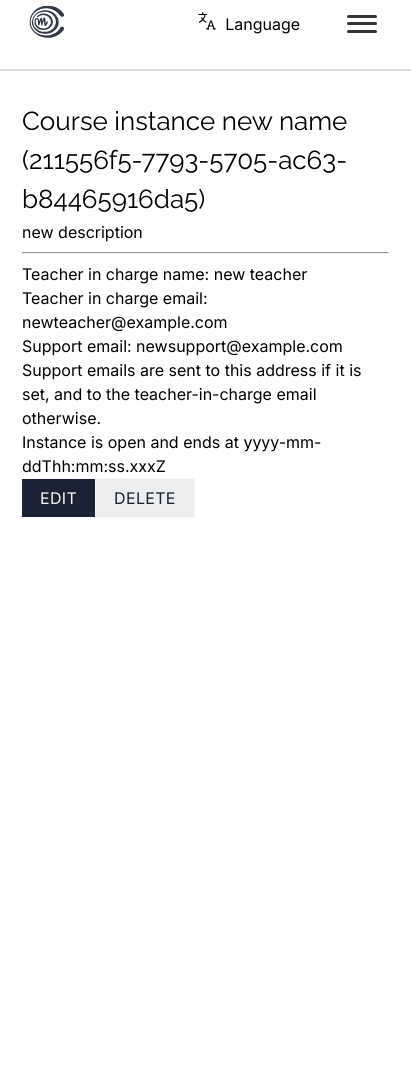 Language
Course instance new name
(211556f5-7793-5705-ac63-
b84465916da5)
new description
Teacher in charge name: new teacher
Teacher in charge email:
newteacher@example.com
Support email: newsupport@example.com
Support emails are sent to this address if it is
set, and to the teacher-in-charge email
otherwise.
Instance is open and ends at yyyy-mm-
ddThh:mm:ss.xxxZ
EDIT DELETE